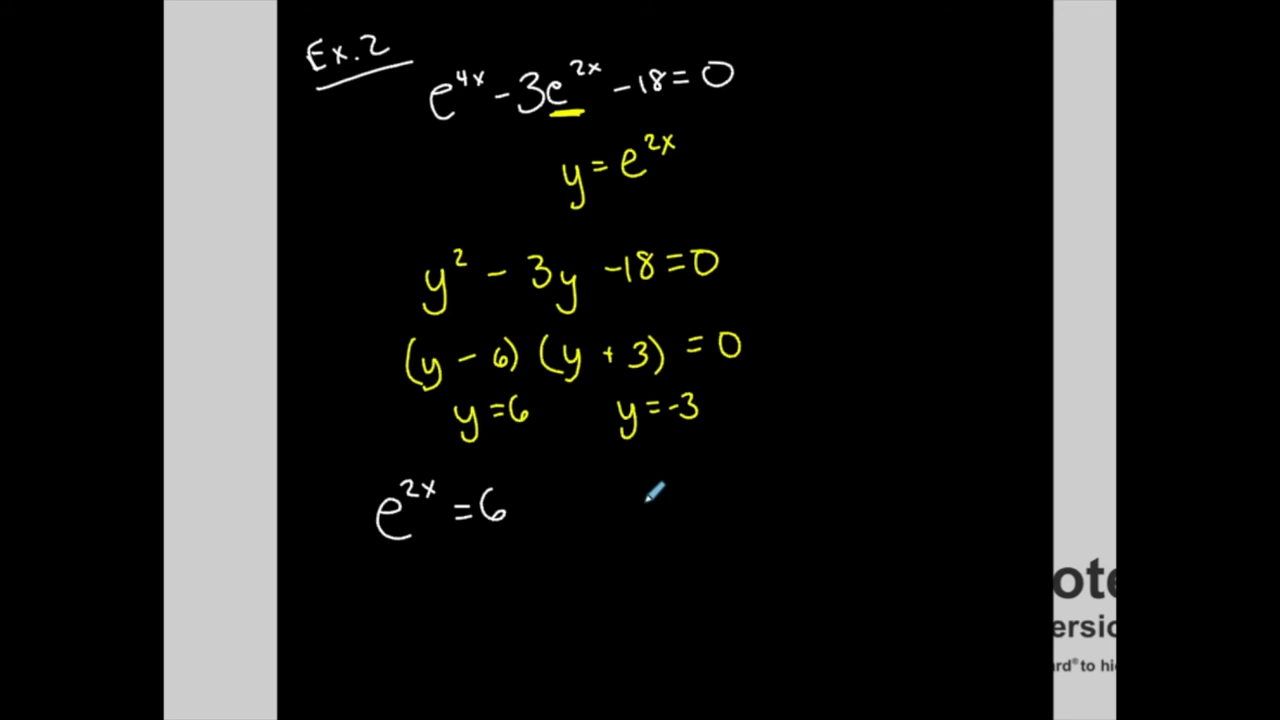 Ex.2
e^{4x} - 3e^{2x} - 18 = 0
y = e^{2x}
y^2 - 3y - 18 = 0
(y - 6) (y + 3) = 0
y = 6 y = -3
e^{2x} = 6